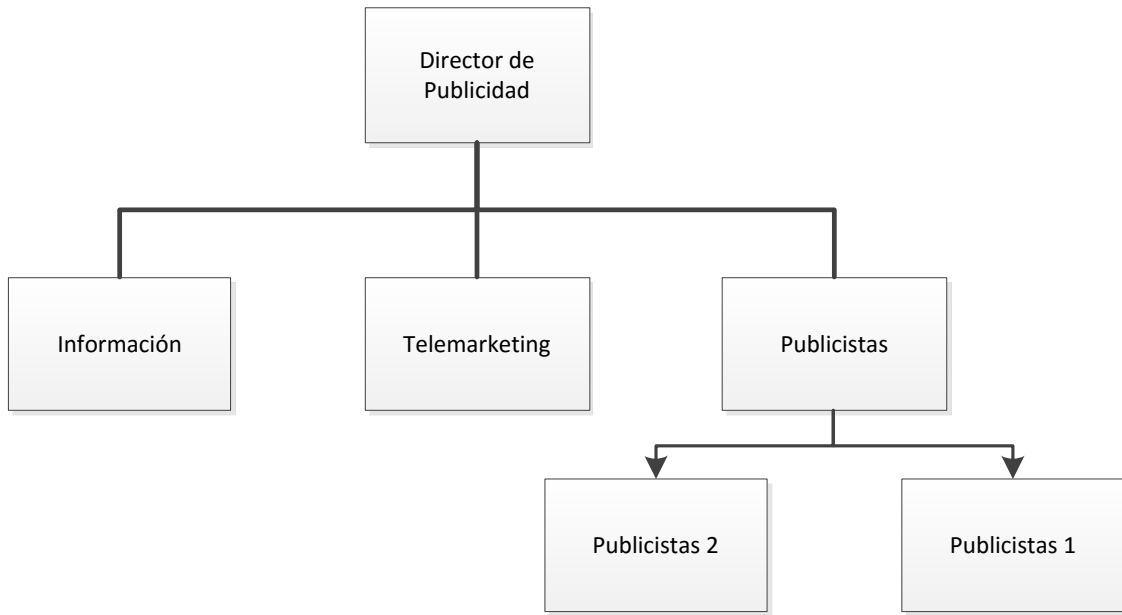 Director de
Publicidad
Información
Telemarketing
Publicistas
Publicistas 2
Publicistas 1